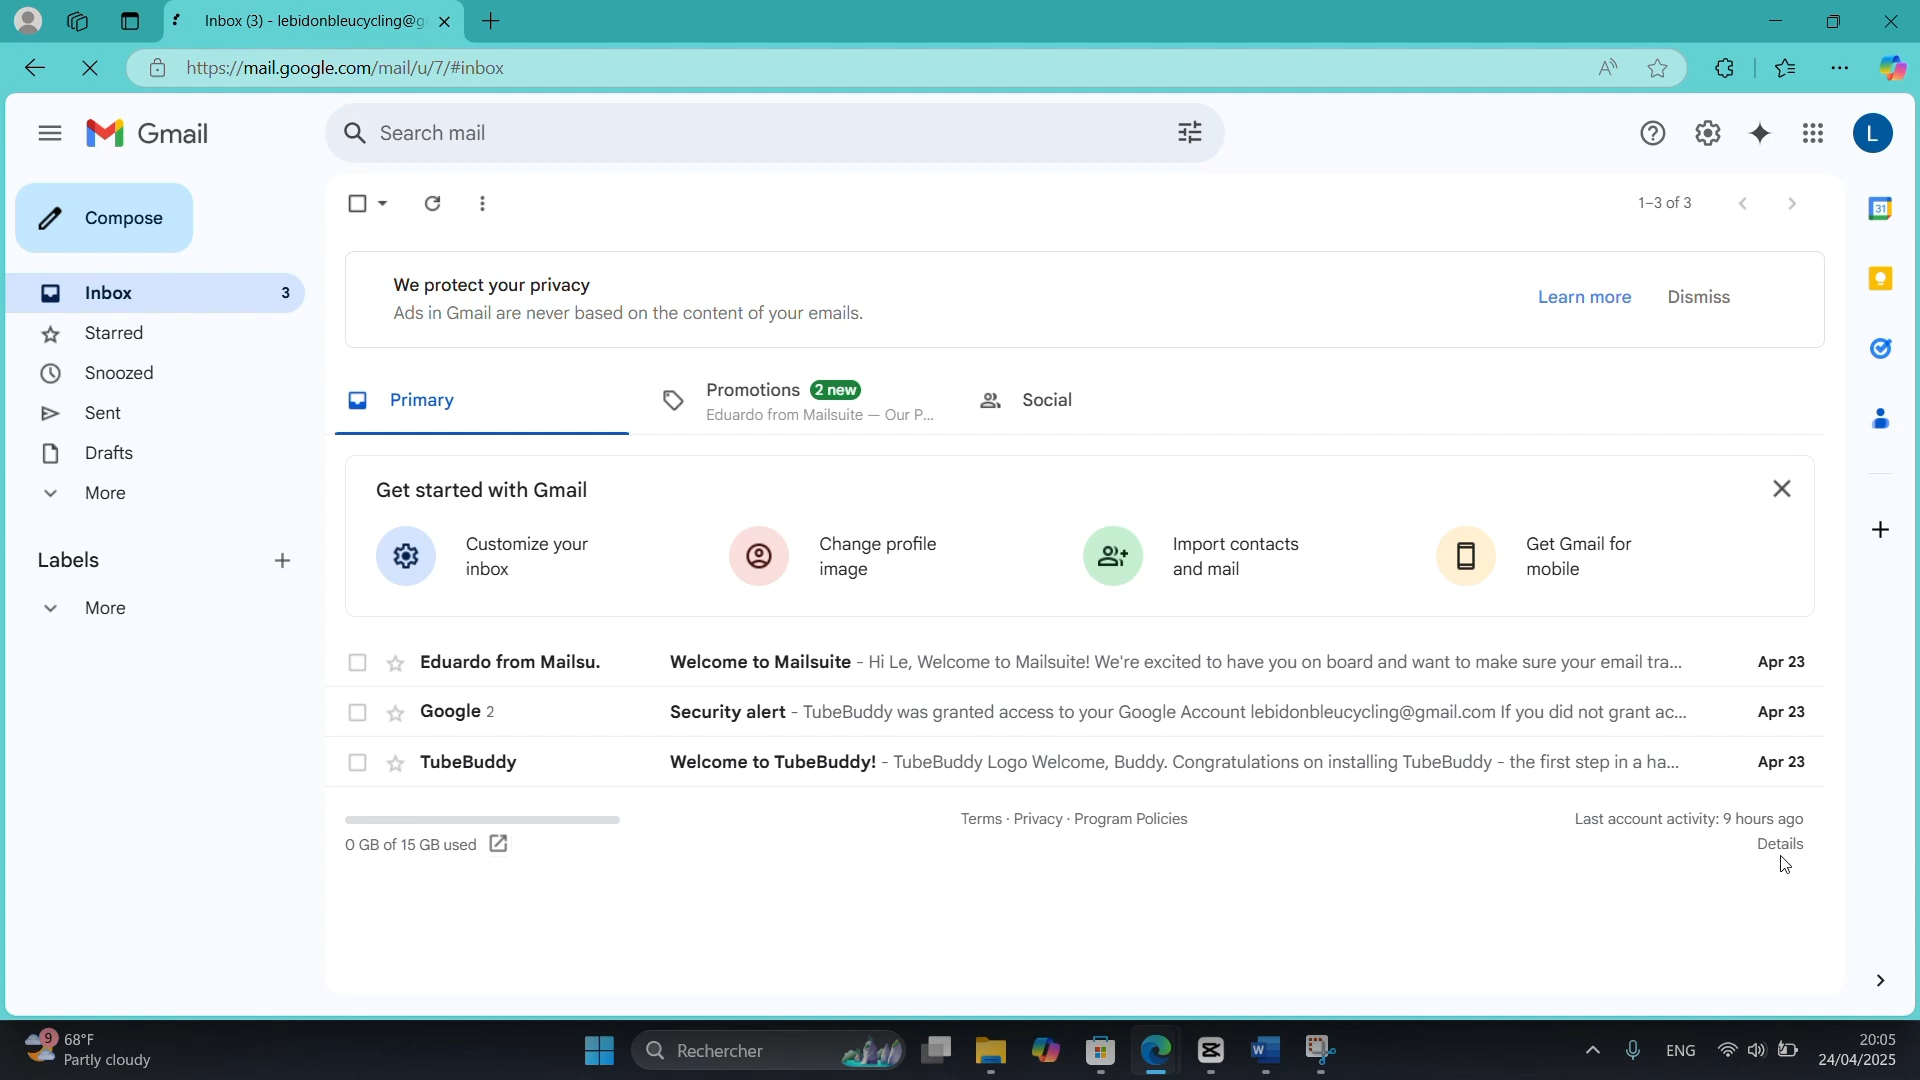 Inbox (3) - lebidonbleucycling@g
https://mail.google.com/mail/u/7/#inbox
Gmail
Search mail
L
Compose
1–3 of 3
31
We protect your privacy
Ads in Gmail are never based on the content of your emails.
Learn more
Dismiss
Inbox 3
Starred
Snoozed
Sent
Drafts
More
Labels
More
Primary
Promotions 2 new
Eduardo from Mailsuite — Our P...
Social
Get started with Gmail
Customize your
inbox
Change profile
image
Import contacts
and mail
Get Gmail for
mobile
Eduardo from Mailsu. Welcome to Mailsuite - Hi Le, Welcome to Mailsuite! We're excited to have you on board and want to make sure your email tra... Apr 23
Google 2 Security alert - TubeBuddy was granted access to your Google Account lebidonbleucycling@gmail.com If you did not grant ac... Apr 23
TubeBuddy Welcome to TubeBuddy! - TubeBuddy Logo Welcome, Buddy. Congratulations on installing TubeBuddy - the first step in a ha... Apr 23
0 GB of 15 GB used
Terms · Privacy · Program Policies
Last account activity: 9 hours ago
Details
9
68°F
Partly cloudy
Rechercher
W
ENG
20:05
24/04/2025